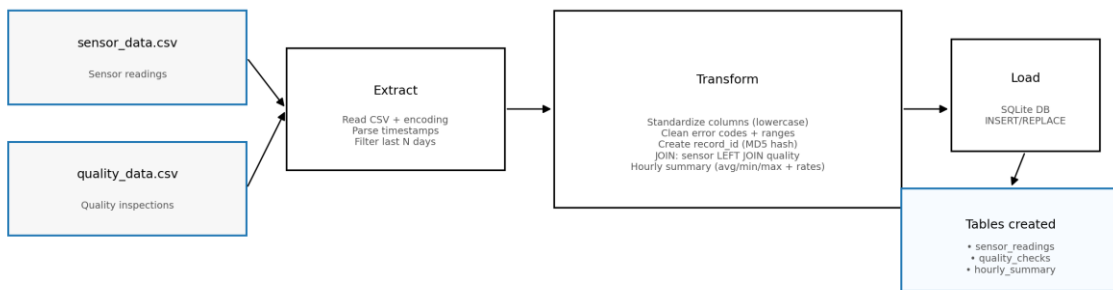 sensor_data.csv
Sensor readings
quality_data.csv
Quality inspections
Extract
Read CSV + encoding
Parse timestamps
Filter last N days
Transform
Standardize columns (lowercase)
Clean error codes + ranges
Create record_id (MD5 hash)
JOIN: sensor LEFT JOIN quality
Hourly summary (avg/min/max + rates)
Load
SQLite DB
INSERT/REPLACE
Tables created
• sensor_readings
• quality_checks
• hourly_summary